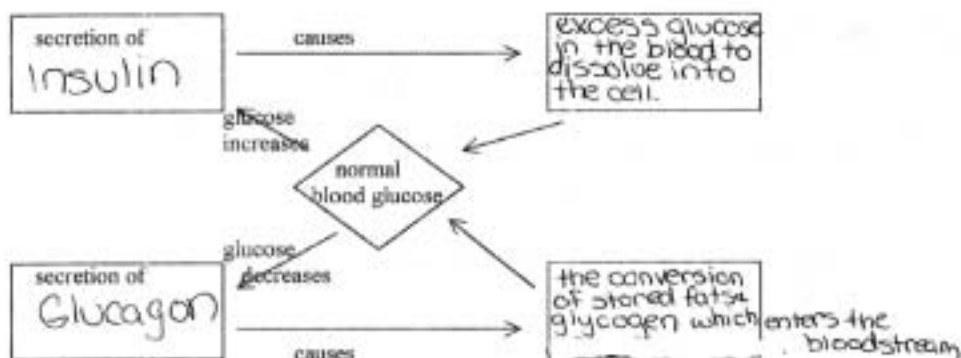 secretion of
Insulin
causes
excess glucose
in the blood to
dissolve into
the cell.
glucose
increases
normal
blood glucose
glucose
decreases
secretion of
Glucagon
causes
the conversion
of stored fats &
glycogen which enters the
bloodstream